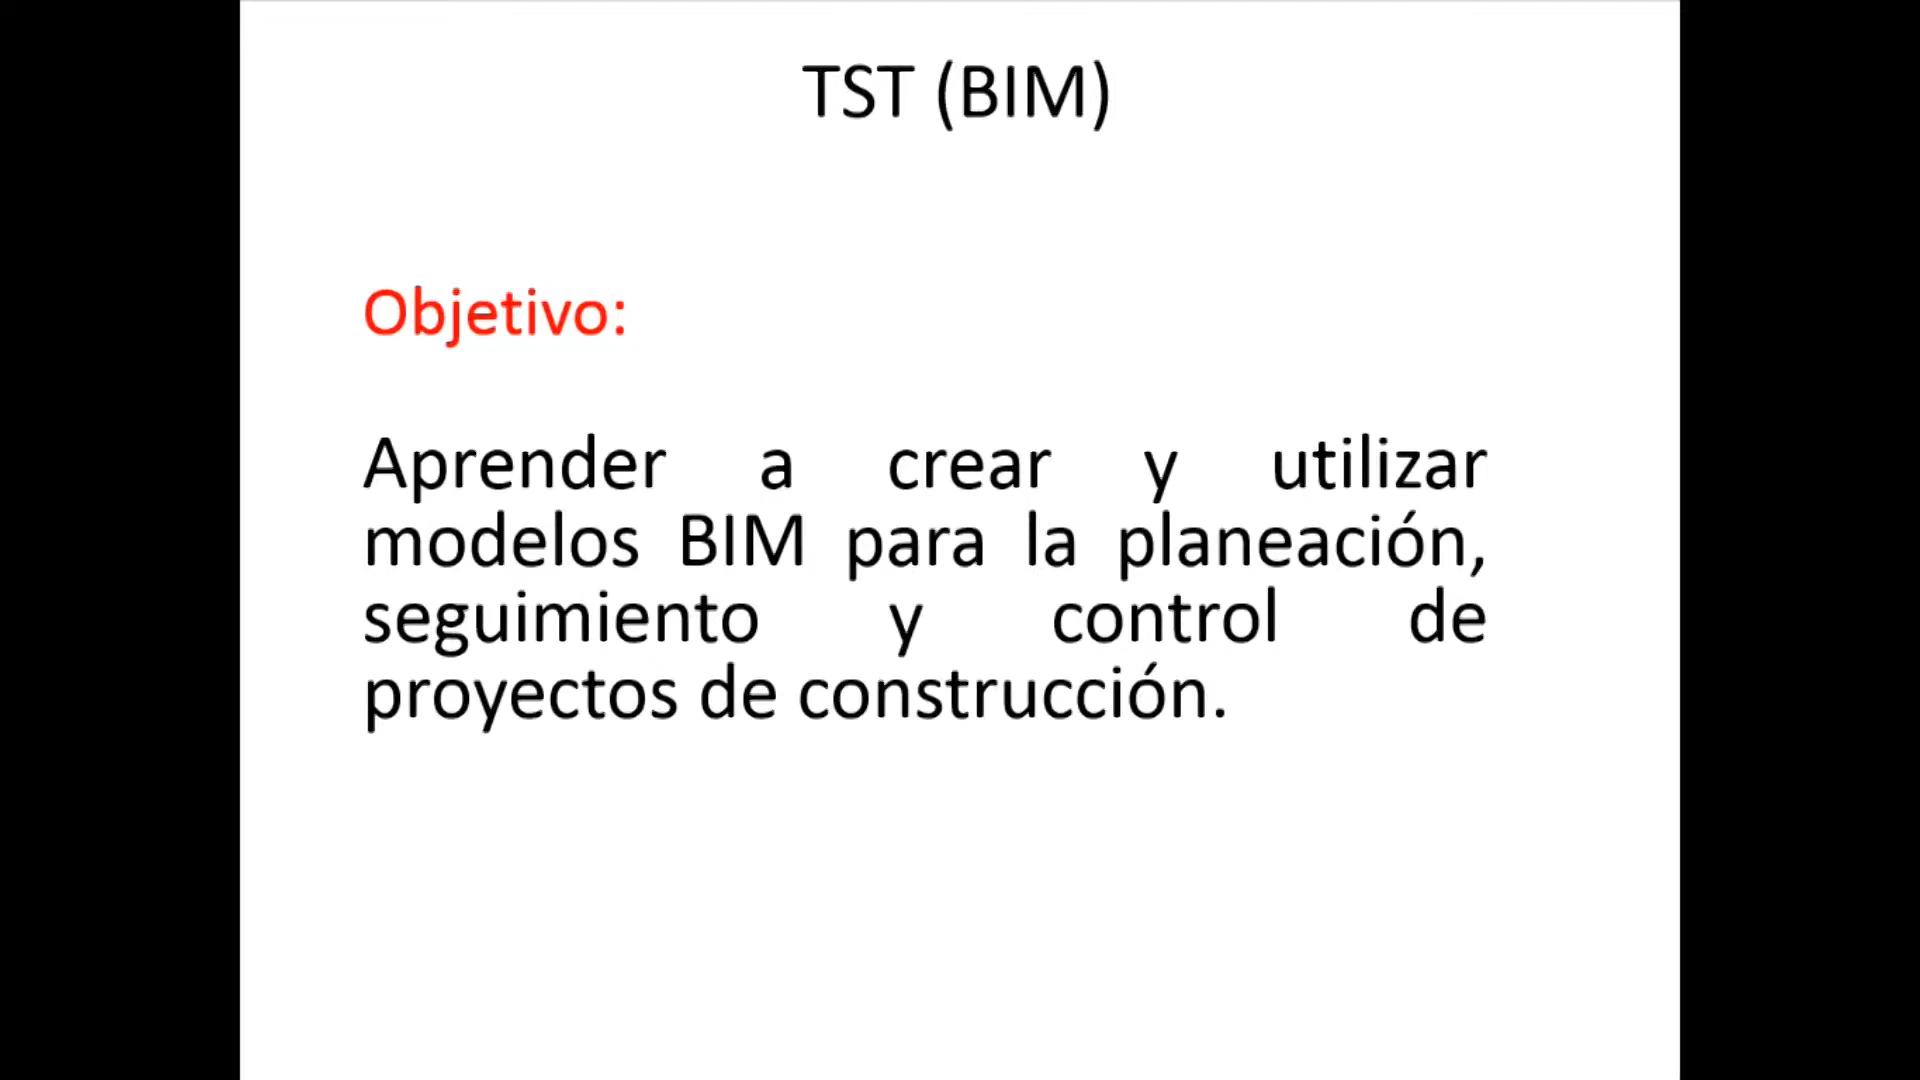 TST (BIM)
Objetivo:
Aprender a crear y utilizar
modelos BIM para la planeación,
seguimiento y control de
proyectos de construcción.